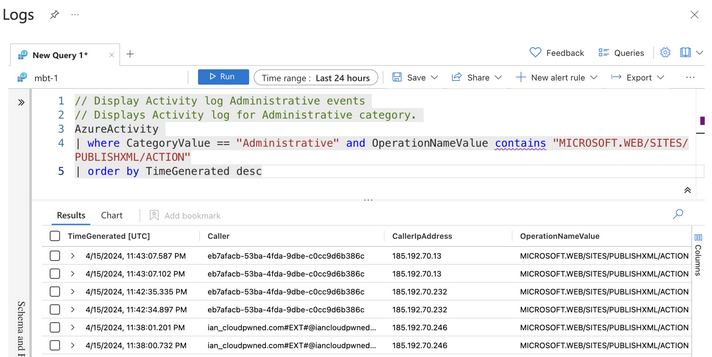 Logs
New Query 1*
Feedback
Queries
mbt-1
Run
Time range : Last 24 hours
Save
Share
New alert rule
Export
1 // Display Activity log Administrative events
2 // Displays Activity log for Administrative category.
3 AzureActivity
4 | where CategoryValue == "Administrative" and OperationNameValue contains "MICROSOFT.WEB/SITES/
PUBLISHXML/ACTION"
5 | order by TimeGenerated desc
Results Chart Add bookmark
TimeGenerated [UTC] Caller CallerIpAddress OperationNameValue
4/15/2024, 11:43:07.587 PM eb7afacb-53ba-4fda-9dbe-c0cc9d6b386c 185.192.70.13 MICROSOFT.WEB/SITES/PUBLISHXML/ACTION
4/15/2024, 11:43:07.102 PM eb7afacb-53ba-4fda-9dbe-c0cc9d6b386c 185.192.70.13 MICROSOFT.WEB/SITES/PUBLISHXML/ACTION
4/15/2024, 11:42:35.335 PM eb7afacb-53ba-4fda-9dbe-c0cc9d6b386c 185.192.70.232 MICROSOFT.WEB/SITES/PUBLISHXML/ACTION
4/15/2024, 11:42:34.897 PM eb7afacb-53ba-4fda-9dbe-c0cc9d6b386c 185.192.70.232 MICROSOFT.WEB/SITES/PUBLISHXML/ACTION
4/15/2024, 11:38:01.201 PM ian_cloudpwned.com#EXT#@iancloudpwned... 185.192.70.246 MICROSOFT.WEB/SITES/PUBLISHXML/ACTION
4/15/2024, 11:38:00.732 PM ian_cloudpwned.com#EXT#@iancloudpwned... 185.192.70.246 MICROSOFT.WEB/SITES/PUBLISHXML/ACTION
Columns
Schema and